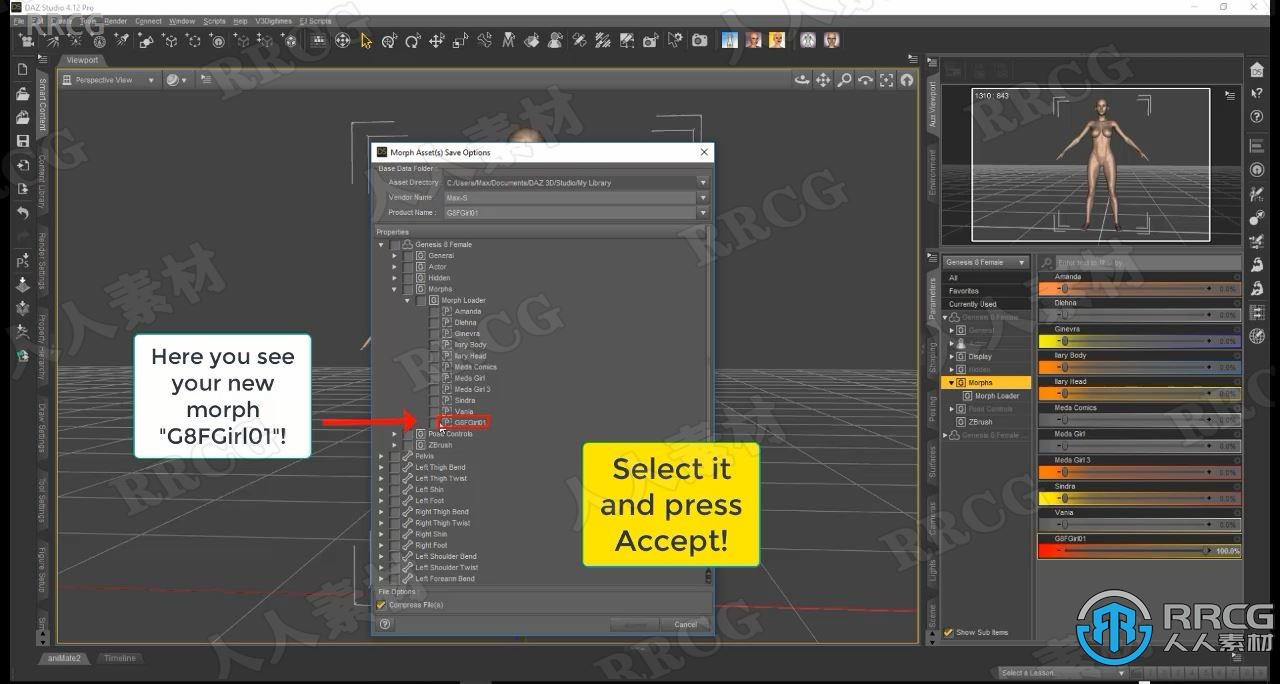 DAZ Studio 4.12 Pro
File Edit Create Tools Render Connect Window Scripts Help V3Digitimes EJ Scripts
Viewport
Perspective View
Smart Content
Content Library
Render Settings
Property Hierarchy
Draw Settings
Tool Settings
Figure Setup
Morph Asset(s) Save Options
Base Data Folder
Asset Directory : C:/Users/Max/Documents/DAZ 3D/Studio/My Library
Vendor Name : Max-S
Product Name : G8FGirl01
Properties
Genesis 8 Female
General
Actor
Hidden
Morphs
Morph Loader
Amanda
Dlehna
Ginevra
Ilary Body
Ilary Head
Meda Comics
Meda Girl
Meda Girl 3
Sindra
Vania
G8FGirl01
Pose Controls
ZBrush
Pelvis
Left Thigh Bend
Left Thigh Twist
Left Shin
Left Foot
Right Thigh Bend
Right Thigh Twist
Right Shin
Right Foot
Left Shoulder Bend
Left Shoulder Twist
Left Forearm Bend
File Options :
Compress File(s)
Cancel
Here you see
your new
morph
"G8FGirl01"!
Select it
and press
Accept!
Aux Viewport
Environment
1310 : 843
Parameters
Shaping
Posing
Surfaces
Cameras
Lights
Scene
Genesis 8 Female
Enter text to filter by...
All
Favorites
Currently Used
Genesis 8 Female
General
Display
Hidden
Morphs
Morph Loader
Pose Controls
ZBrush
Genesis 8 Female ...
Amanda
0.0%
Dlehna
0.0%
Ginevra
0.0%
Ilary Body
0.0%
Ilary Head
0.0%
Meda Comics
0.0%
Meda Girl
0.0%
Meda Girl 3
0.0%
Sindra
0.0%
Vania
0.0%
G8FGirl01
100.0%
Show Sub Items
aniMate2
Timeline
Select a Lesson...
RRCG
人人素材